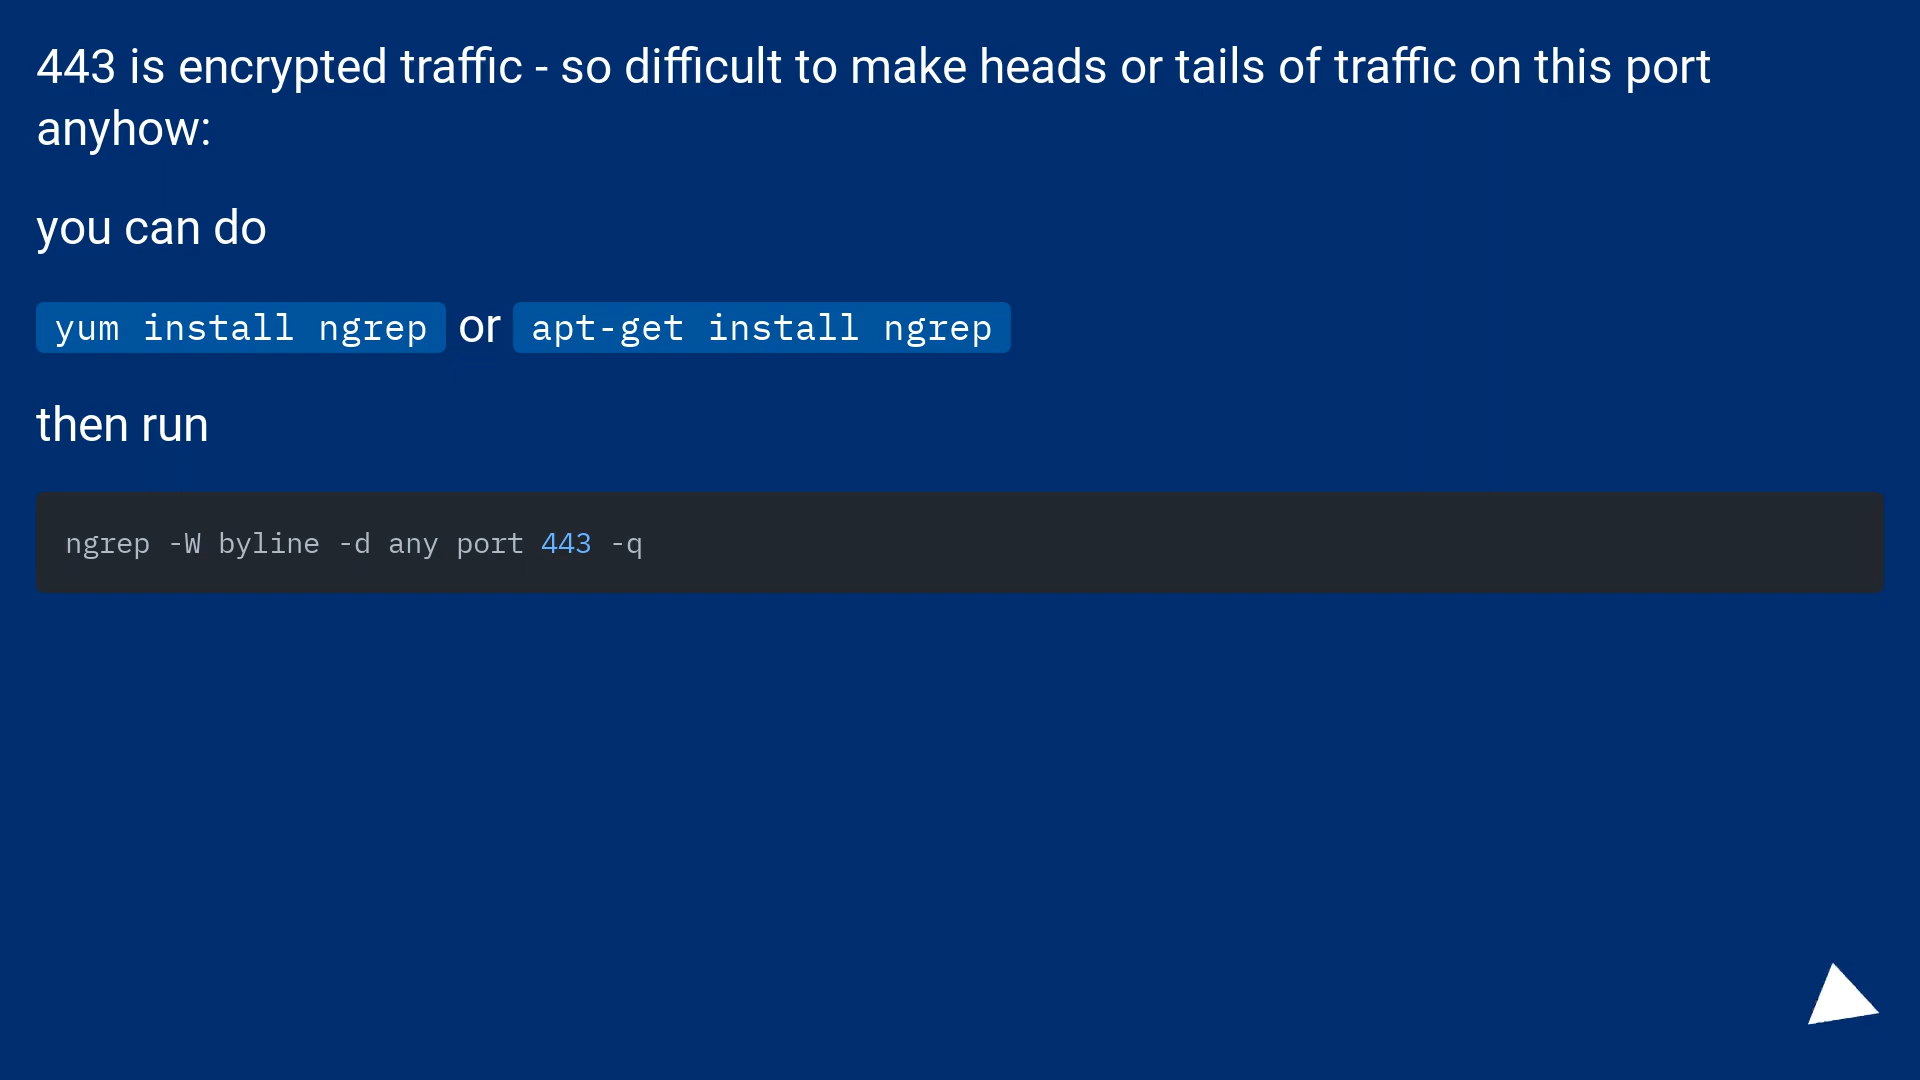 443 is encrypted traffic - so difficult to make heads or tails of traffic on this port
anyhow:
you can do
yum install ngrep or apt-get install ngrep
then run
ngrep -W byline -d any port 443 -q